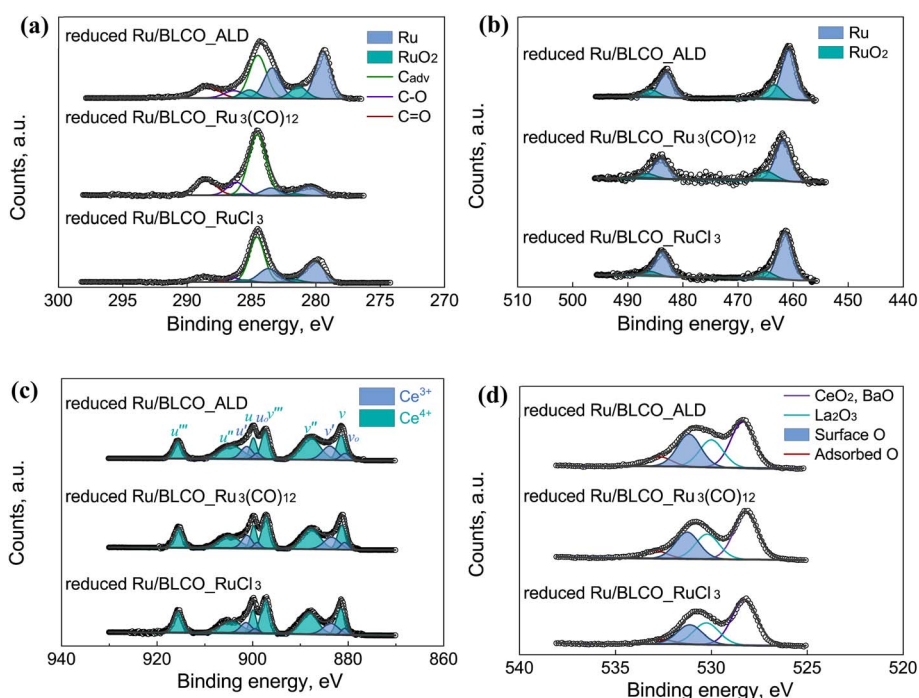 (a)
reduced Ru/BLCO_ALD
Ru
RuO2
Cadv
C-O
C=O
reduced Ru/BLCO_Ru3(CO)12
reduced Ru/BLCO_RuCl3
Counts, a.u.
300 295 290 285 280 275 270
Binding energy, eV
(b)
reduced Ru/BLCO_ALD
Ru
RuO2
reduced Ru/BLCO_Ru3(CO)12
reduced Ru/BLCO_RuCl3
Counts, a.u.
510 500 490 480 470 460 450 440
Binding energy, eV
(c)
reduced Ru/BLCO_ALD
Ce3+
Ce4+
u''' u'' u' u uo v''' v'' v' v vo
reduced Ru/BLCO_Ru3(CO)12
reduced Ru/BLCO_RuCl3
Counts, a.u.
940 920 900 880 860
Binding energy, eV
(d)
reduced Ru/BLCO_ALD
CeO2, BaO
La2O3
Surface O
Adsorbed O
reduced Ru/BLCO_Ru3(CO)12
reduced Ru/BLCO_RuCl3
Counts, a.u.
540 535 530 525 520
Binding energy, eV